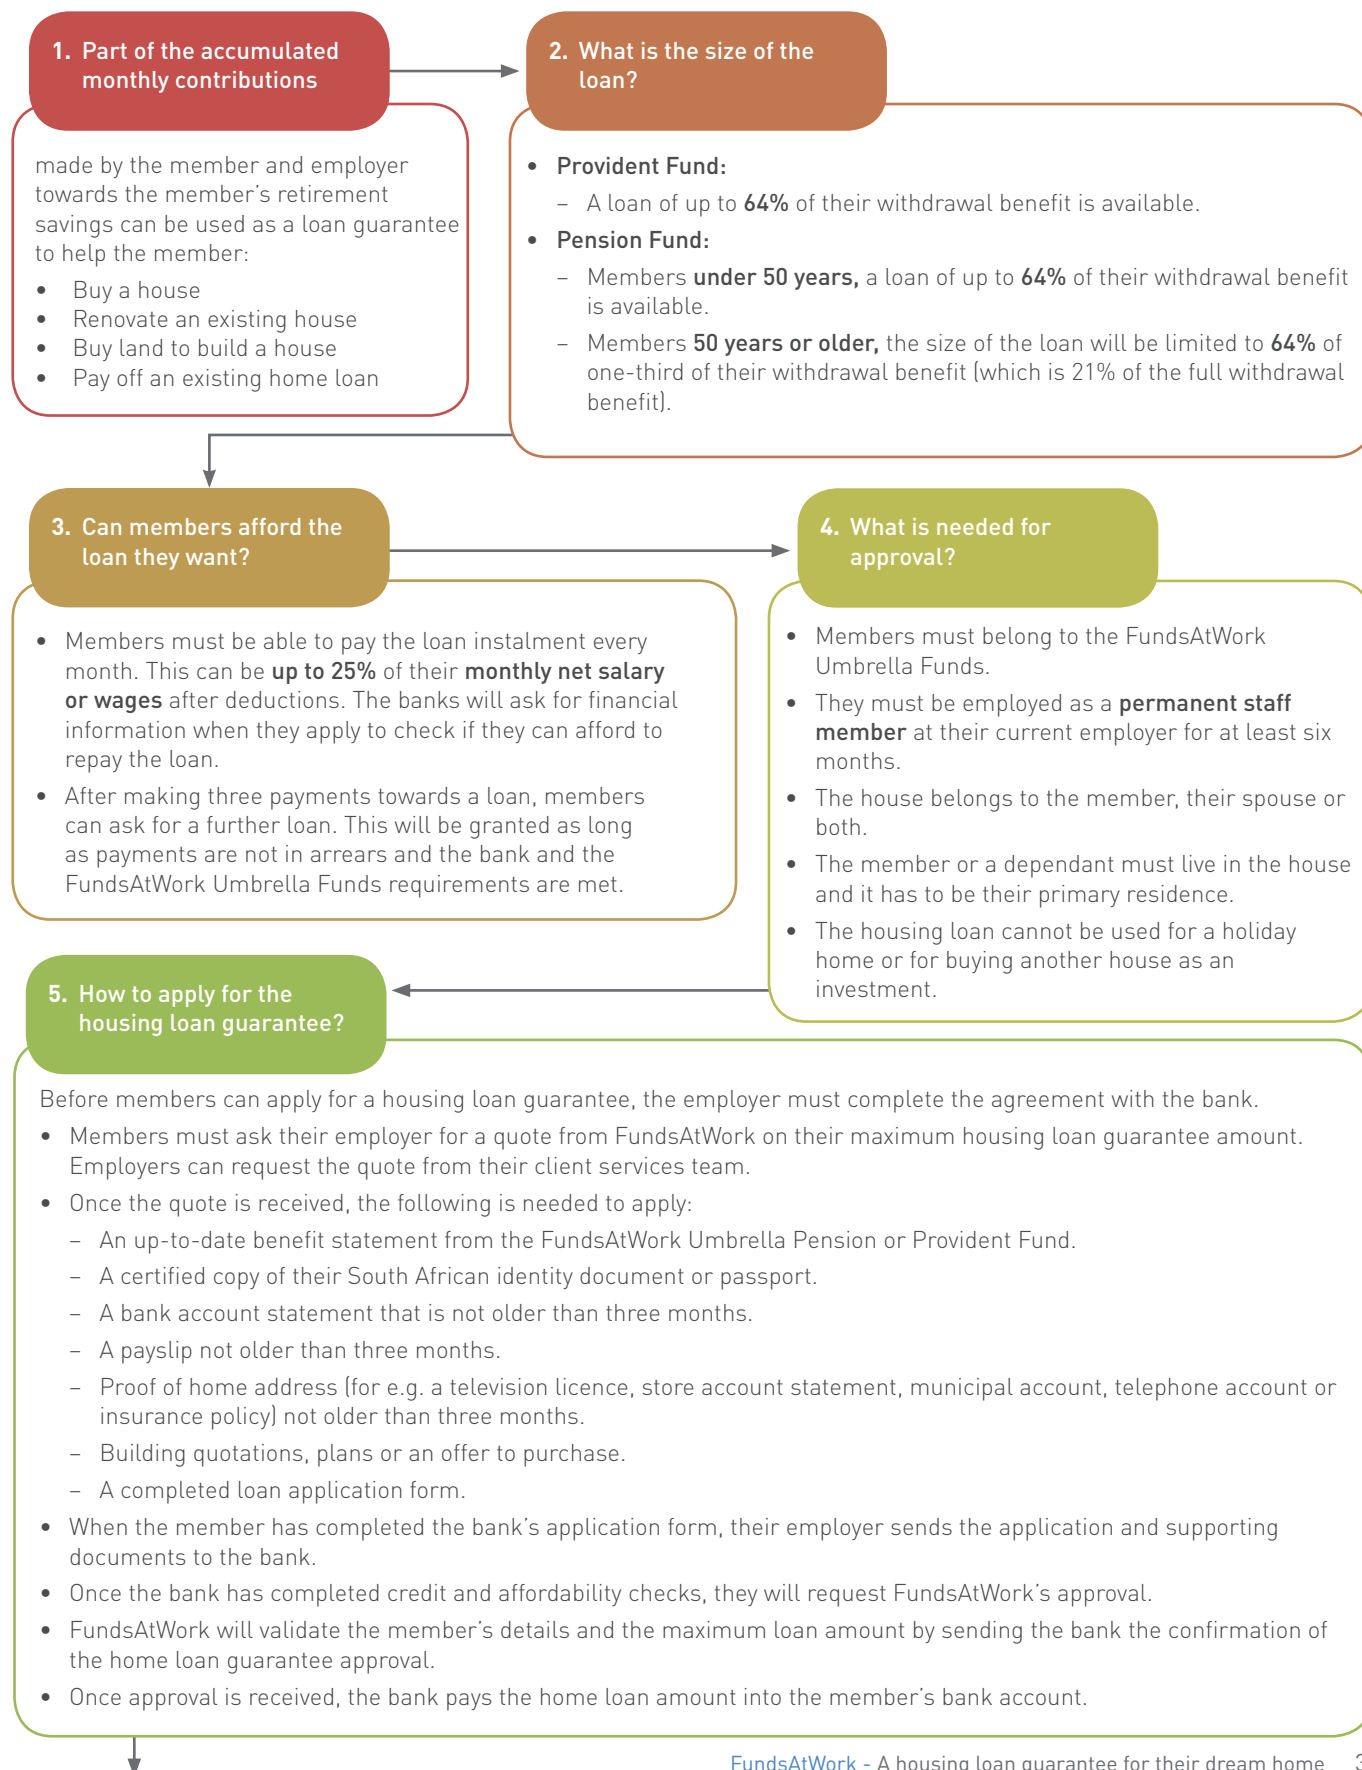 1. Part of the accumulated
monthly contributions
made by the member and employer
towards the member's retirement
savings can be used as a loan guarantee
to help the member:
• Buy a house
• Renovate an existing house
• Buy land to build a house
• Pay off an existing home loan
2. What is the size of the
loan?
• Provident Fund:
– A loan of up to 64% of their withdrawal benefit is available.
• Pension Fund:
– Members under 50 years, a loan of up to 64% of their withdrawal benefit
is available.
– Members 50 years or older, the size of the loan will be limited to 64% of
one-third of their withdrawal benefit (which is 21% of the full withdrawal
benefit).
3. Can members afford the
loan they want?
• Members must be able to pay the loan instalment every
month. This can be up to 25% of their monthly net salary
or wages after deductions. The banks will ask for financial
information when they apply to check if they can afford to
repay the loan.
• After making three payments towards a loan, members
can ask for a further loan. This will be granted as long
as payments are not in arrears and the bank and the
FundsAtWork Umbrella Funds requirements are met.
4. What is needed for
approval?
• Members must belong to the FundsAtWork
Umbrella Funds.
• They must be employed as a permanent staff
member at their current employer for at least six
months.
• The house belongs to the member, their spouse or
both.
• The member or a dependant must live in the house
and it has to be their primary residence.
• The housing loan cannot be used for a holiday
home or for buying another house as an
investment.
5. How to apply for the
housing loan guarantee?
Before members can apply for a housing loan guarantee, the employer must complete the agreement with the bank.
• Members must ask their employer for a quote from FundsAtWork on their maximum housing loan guarantee amount.
Employers can request the quote from their client services team.
• Once the quote is received, the following is needed to apply:
– An up-to-date benefit statement from the FundsAtWork Umbrella Pension or Provident Fund.
– A certified copy of their South African identity document or passport.
– A bank account statement that is not older than three months.
– A payslip not older than three months.
– Proof of home address (for e.g. a television licence, store account statement, municipal account, telephone account or
insurance policy) not older than three months.
– Building quotations, plans or an offer to purchase.
– A completed loan application form.
• When the member has completed the bank's application form, their employer sends the application and supporting
documents to the bank.
• Once the bank has completed credit and affordability checks, they will request FundsAtWork's approval.
• FundsAtWork will validate the member's details and the maximum loan amount by sending the bank the confirmation of
the home loan guarantee approval.
• Once approval is received, the bank pays the home loan amount into the member's bank account.
FundsAtWork - A housing loan guarantee for their dream home 3